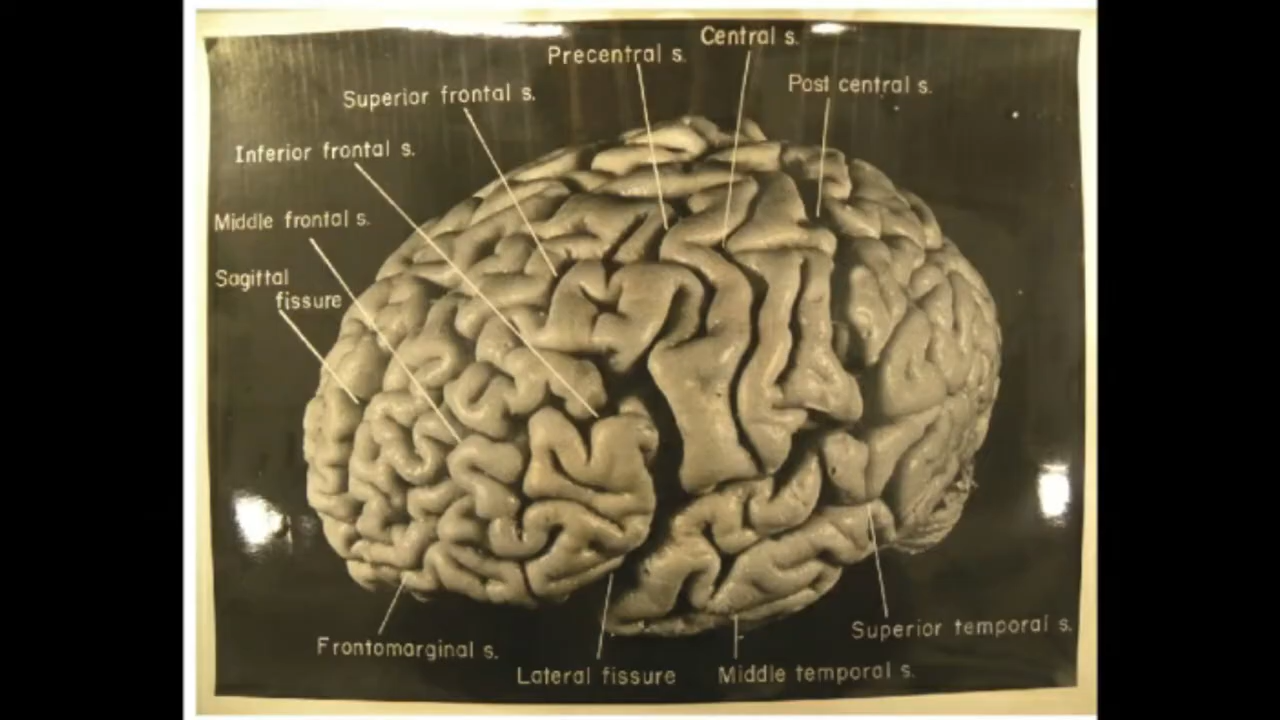 Central s.
Precentral s.
Post central s.
Superior frontal s.
Inferior frontal s.
Middle frontal s.
Sagittal
fissure
Frontomarginal s.
Lateral fissure
Middle temporal s.
Superior temporal s.